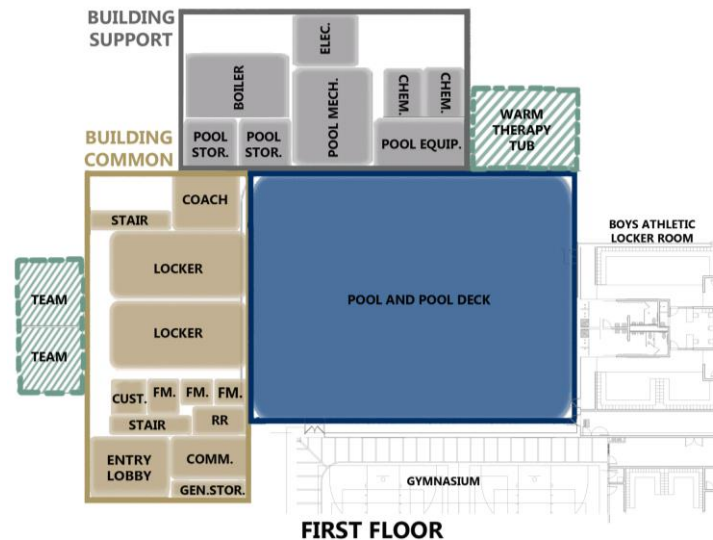 BUILDING
SUPPORT
ELEC.
BOILER
POOL MECH.
CHEM.
CHEM.
POOL
STOR.
POOL
STOR.
POOL EQUIP.
WARM
THERAPY
TUB
BUILDING
COMMON
COACH
STAIR
LOCKER
LOCKER
TEAM
TEAM
POOL AND POOL DECK
BOYS ATHLETIC
LOCKER ROOM
CUST.
FM.
FM.
FM.
STAIR
RR
ENTRY
LOBBY
COMM.
GEN.STOR.
GYMNASIUM
FIRST FLOOR